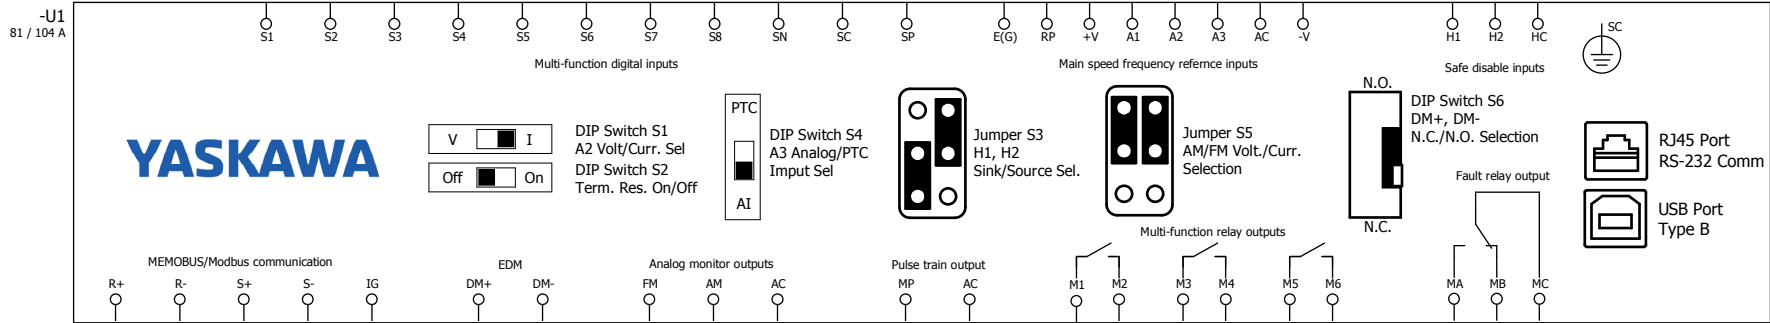 -U1
81 / 104 A
S1 S2 S3 S4 S5 S6 S7 S8 SN SC SP E(G) RP +V A1 A2 A3 AC -V H1 H2 HC SC
Multi-function digital inputs
Main speed frequency refernce inputs
Safe disable inputs
YASKAWA
V I
DIP Switch S1
A2 Volt/Curr. Sel
Off On
DIP Switch S2
Term. Res. On/Off
PTC
AI
DIP Switch S4
A3 Analog/PTC
Imput Sel
Jumper S3
H1, H2
Sink/Source Sel.
Jumper S5
AM/FM Volt./Curr.
Selection
N.O.
N.C.
DIP Switch S6
DM+, DM-
N.C./N.O. Selection
RJ45 Port
RS-232 Comm
USB Port
Type B
MEMOBUS/Modbus communication
R+ R- S+ S- IG
EDM
DM+ DM-
Analog monitor outputs
FM AM AC
Pulse train output
MP AC
Multi-function relay outputs
M1 M2 M3 M4 M5 M6
Fault relay output
MA MB MC